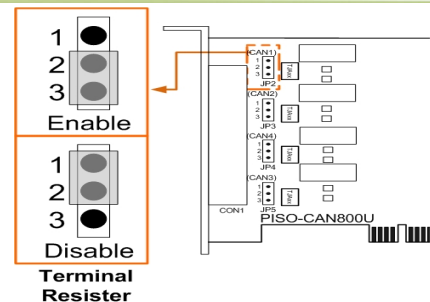 1
2
3
Enable
1
2
3
Disable
Terminal
Resister
(CAN1)
1
2
3
JP2
(CAN2)
1
2
3
JP3
(CAN4)
1
2
3
JP4
(CAN3)
1
2
3
JP5
CON1
PISO-CAN800U